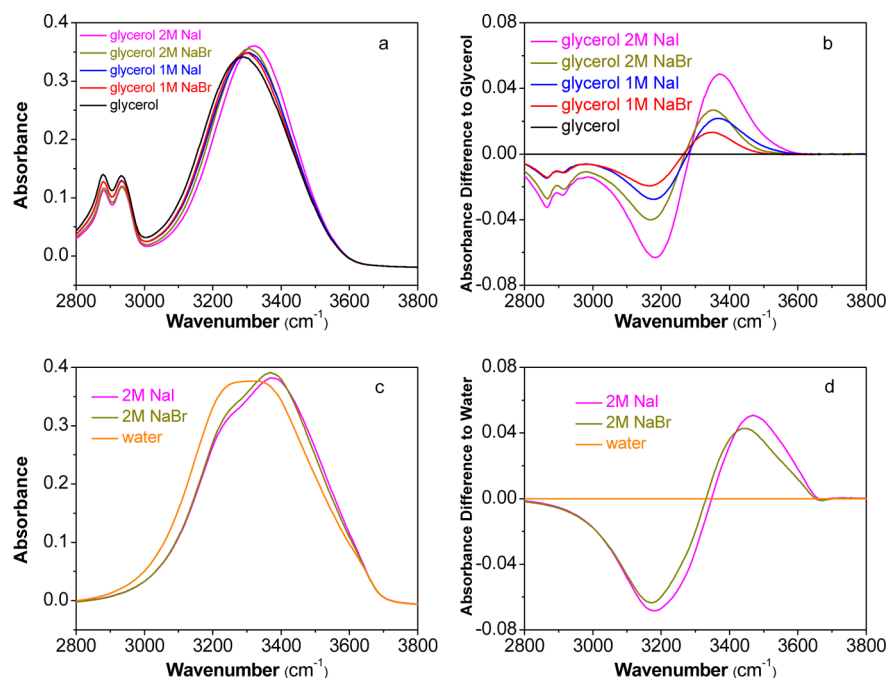 a
glycerol 2M NaI
glycerol 2M NaBr
glycerol 1M NaI
glycerol 1M NaBr
glycerol
Absorbance
0.4
0.3
0.2
0.1
0.0
2800 3000 3200 3400 3600 3800
Wavenumber (cm⁻¹)
b
glycerol 2M NaI
glycerol 2M NaBr
glycerol 1M NaI
glycerol 1M NaBr
glycerol
Absorbance Difference to Glycerol
0.08
0.04
0.00
-0.04
-0.08
2800 3000 3200 3400 3600 3800
Wavenumber (cm⁻¹)
c
2M NaI
2M NaBr
water
Absorbance
0.4
0.3
0.2
0.1
0.0
2800 3000 3200 3400 3600 3800
Wavenumber (cm⁻¹)
d
2M NaI
2M NaBr
water
Absorbance Difference to Water
0.08
0.04
0.00
-0.04
-0.08
2800 3000 3200 3400 3600 3800
Wavenumber (cm⁻¹)